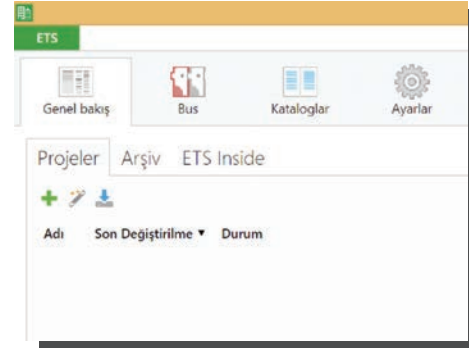 ETS
Genel bakış Bus Kataloglar Ayarlar
Projeler Arşiv ETS Inside
Adı Son Değiştirilme ▼ Durum